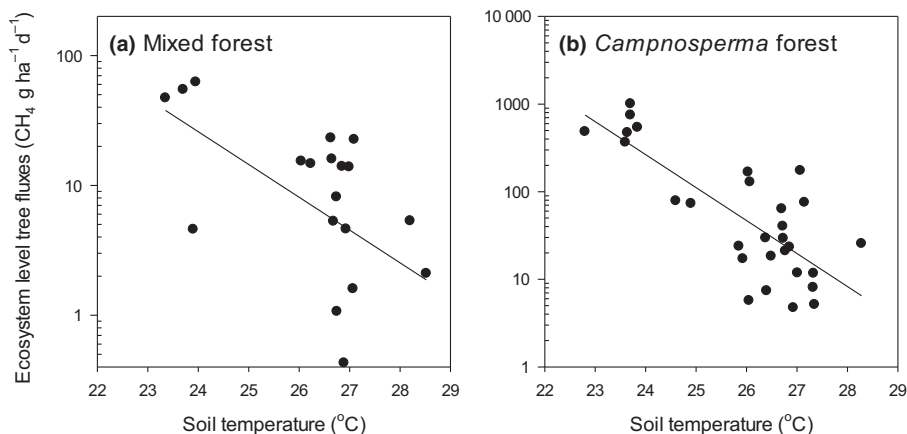 Ecosystem level tree fluxes (CH₄ g ha⁻¹ d⁻¹)
(a) Mixed forest
100
10
1
22 23 24 25 26 27 28 29
Soil temperature (°C)
(b) Campnosperma forest
10 000
1000
100
10
1
22 23 24 25 26 27 28 29
Soil temperature (°C)